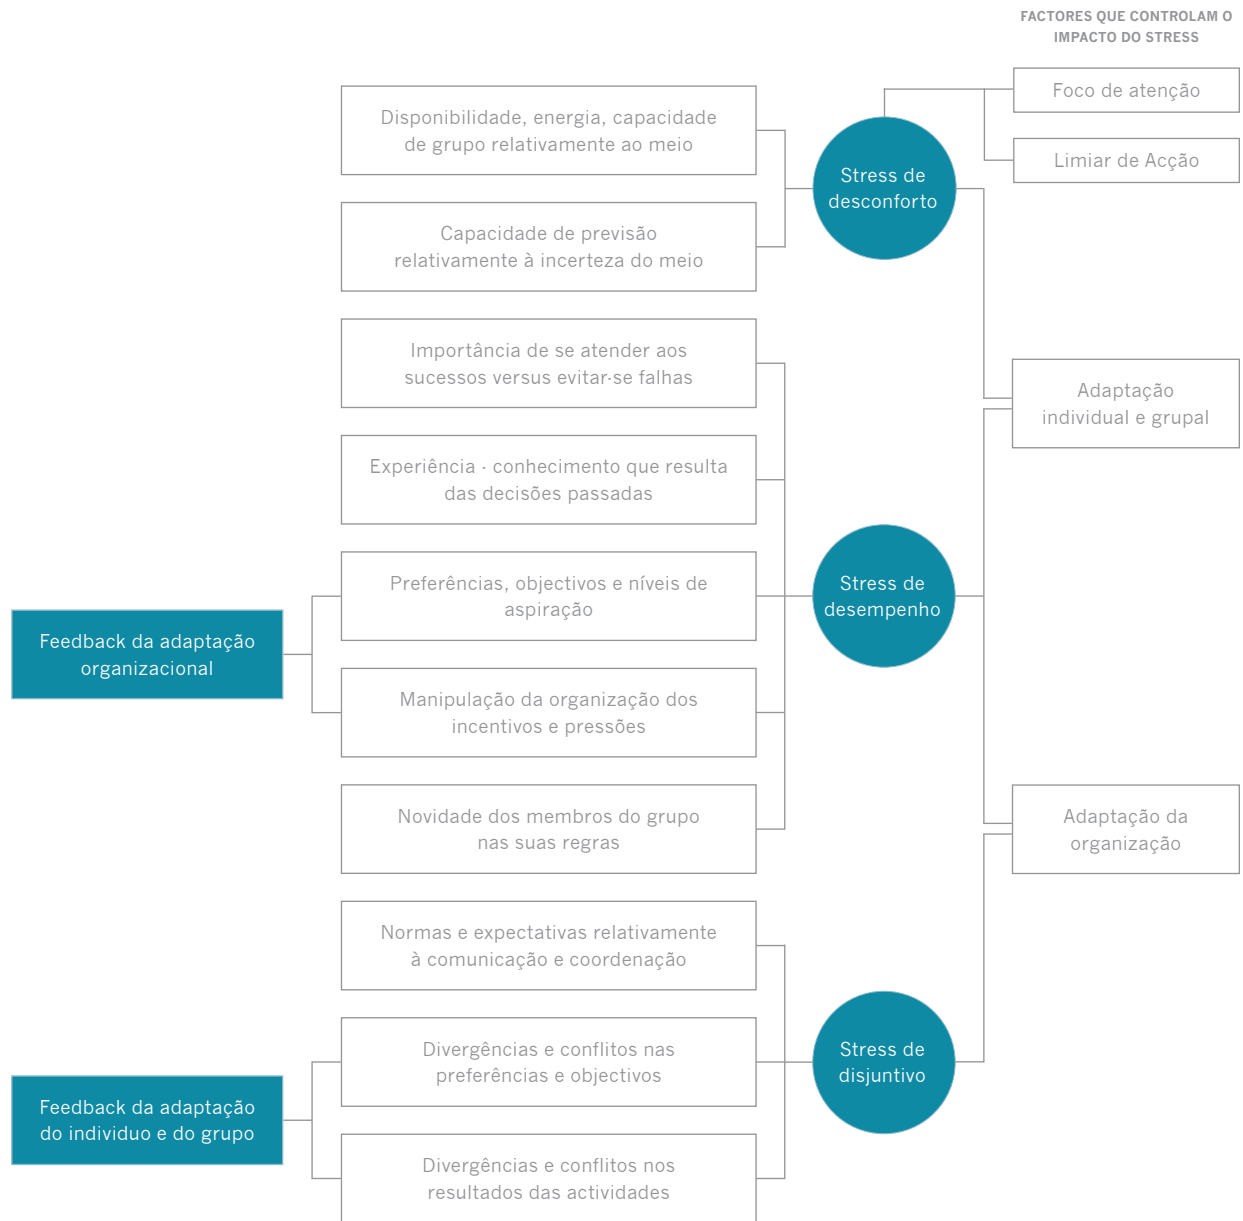 FACTORES QUE CONTROLAM O
IMPACTO DO STRESS
Foco de atenção
Limiar de Acção
Disponibilidade, energia, capacidade
de grupo relativamente ao meio
Stress de
desconforto
Capacidade de previsão
relativamente à incerteza do meio
Importância de se atender aos
sucessos versus evitar-se falhas
Adaptação
individual e grupal
Experiência - conhecimento que resulta
das decisões passadas
Preferências, objectivos e níveis de
aspiração
Stress de
desempenho
Feedback da adaptação
organizacional
Manipulação da organização dos
incentivos e pressões
Novidade dos membros do grupo
nas suas regras
Adaptação da
organização
Normas e expectativas relativamente
à comunicação e coordenação
Divergências e conflitos nas
preferências e objectivos
Stress de
disjuntivo
Feedback da adaptação
do individuo e do grupo
Divergências e conflitos nos
resultados das actividades